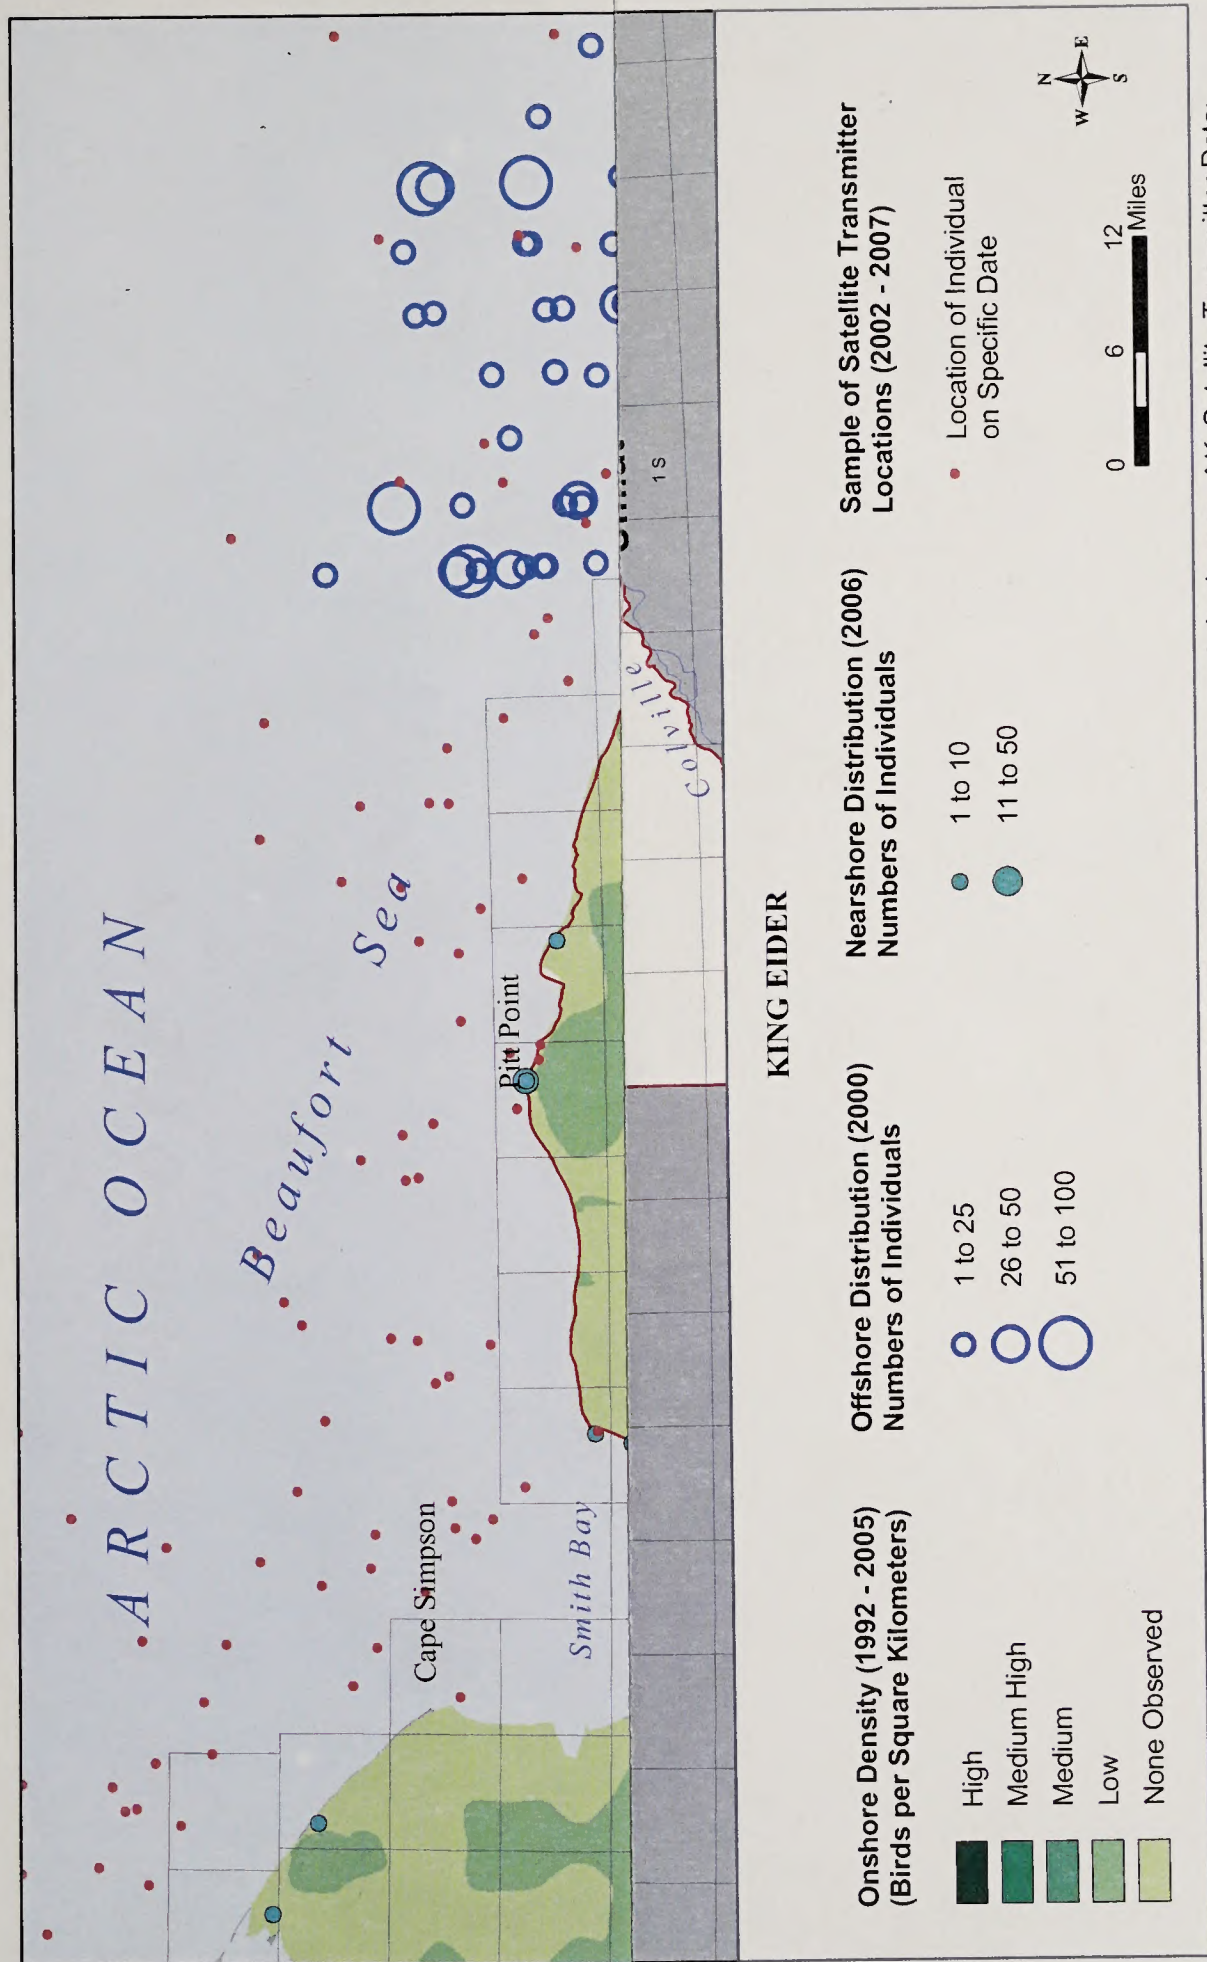 ARCTIC OCEAN
Beaufort
Sea
Cape Simpson
Smith Bay
Pitt Point
Colville
1 S
KING EIDER
Onshore Density (1992 - 2005)
(Birds per Square Kilometers)
High
Medium High
Medium
Low
None Observed
Offshore Distribution (2000)
Numbers of Individuals
1 to 25
26 to 50
51 to 100
Nearshore Distribution (2006)
Numbers of Individuals
1 to 10
11 to 50
Sample of Satellite Transmitter
Locations (2002 - 2007)
Location of Individual
on Specific Date
0 6 12
Miles
N
W E
S